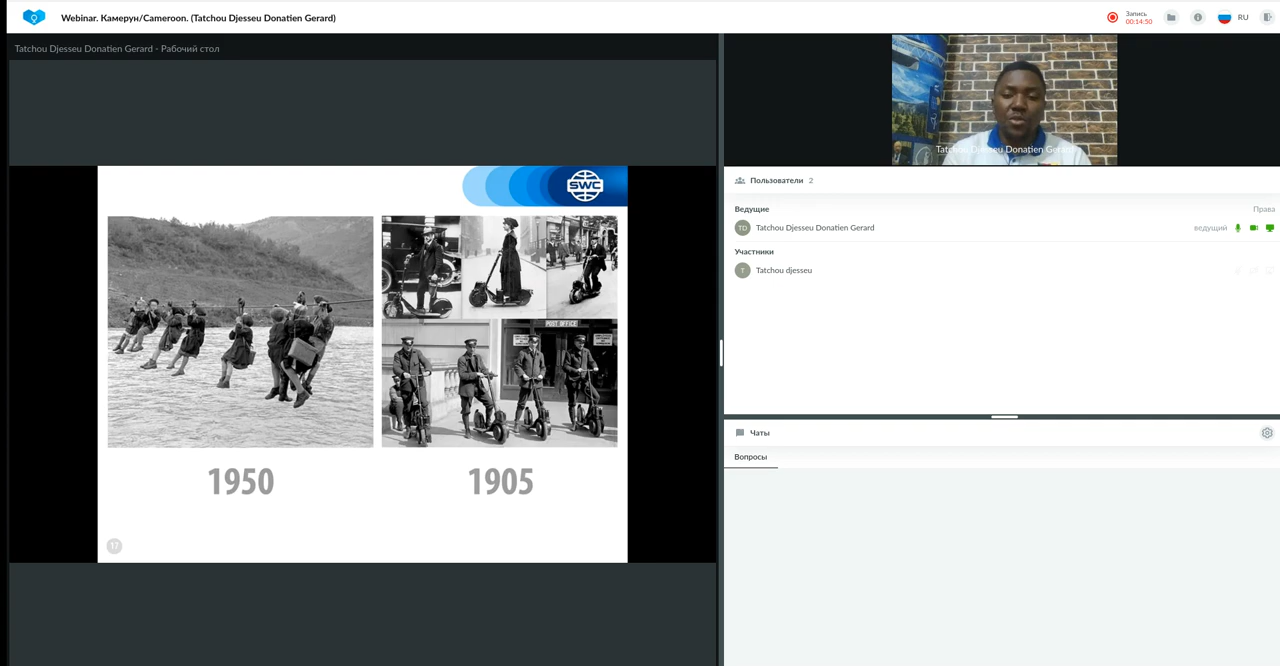 Webinar. Камерун/Cameroon. (Tatchou Djesseu Donatien Gerard)
Запись
00:14:50
RU
Tatchou Djesseu Donatien Gerard - Рабочий стол
SWC
POST OFFICE
1950
1905
17
Tatchou Djesseu Donatien Gerard
Пользователи 2
Ведущие
Права
TD
Tatchou Djesseu Donatien Gerard
ведущий
Участники
T
Tatchou djesseu
Чаты
Вопросы